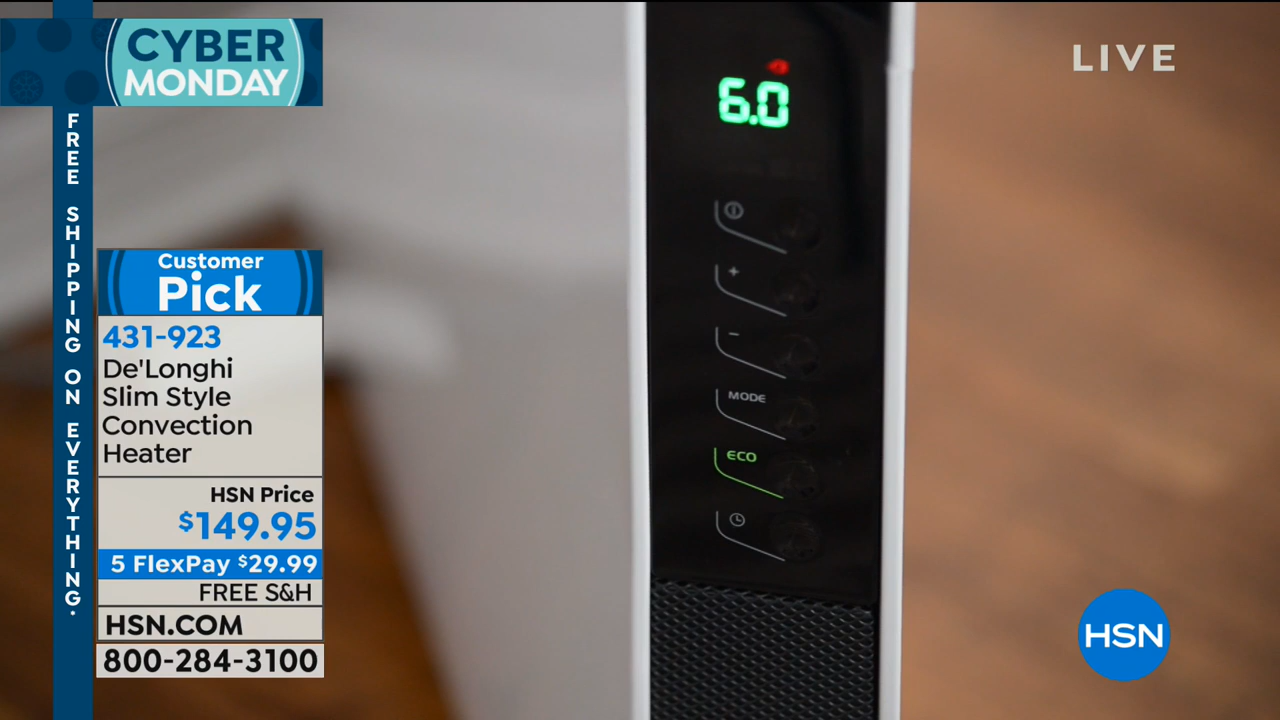 CYBER
MONDAY
LIVE
FREE SHIPPING ON EVERYTHING.*
Customer
Pick
431-923
De'Longhi
Slim Style
Convection
Heater
HSN Price
$149.95
5 FlexPay $29.99
FREE S&H
HSN.COM
800-284-3100
6.0
+
-
MODE
ECO
HSN